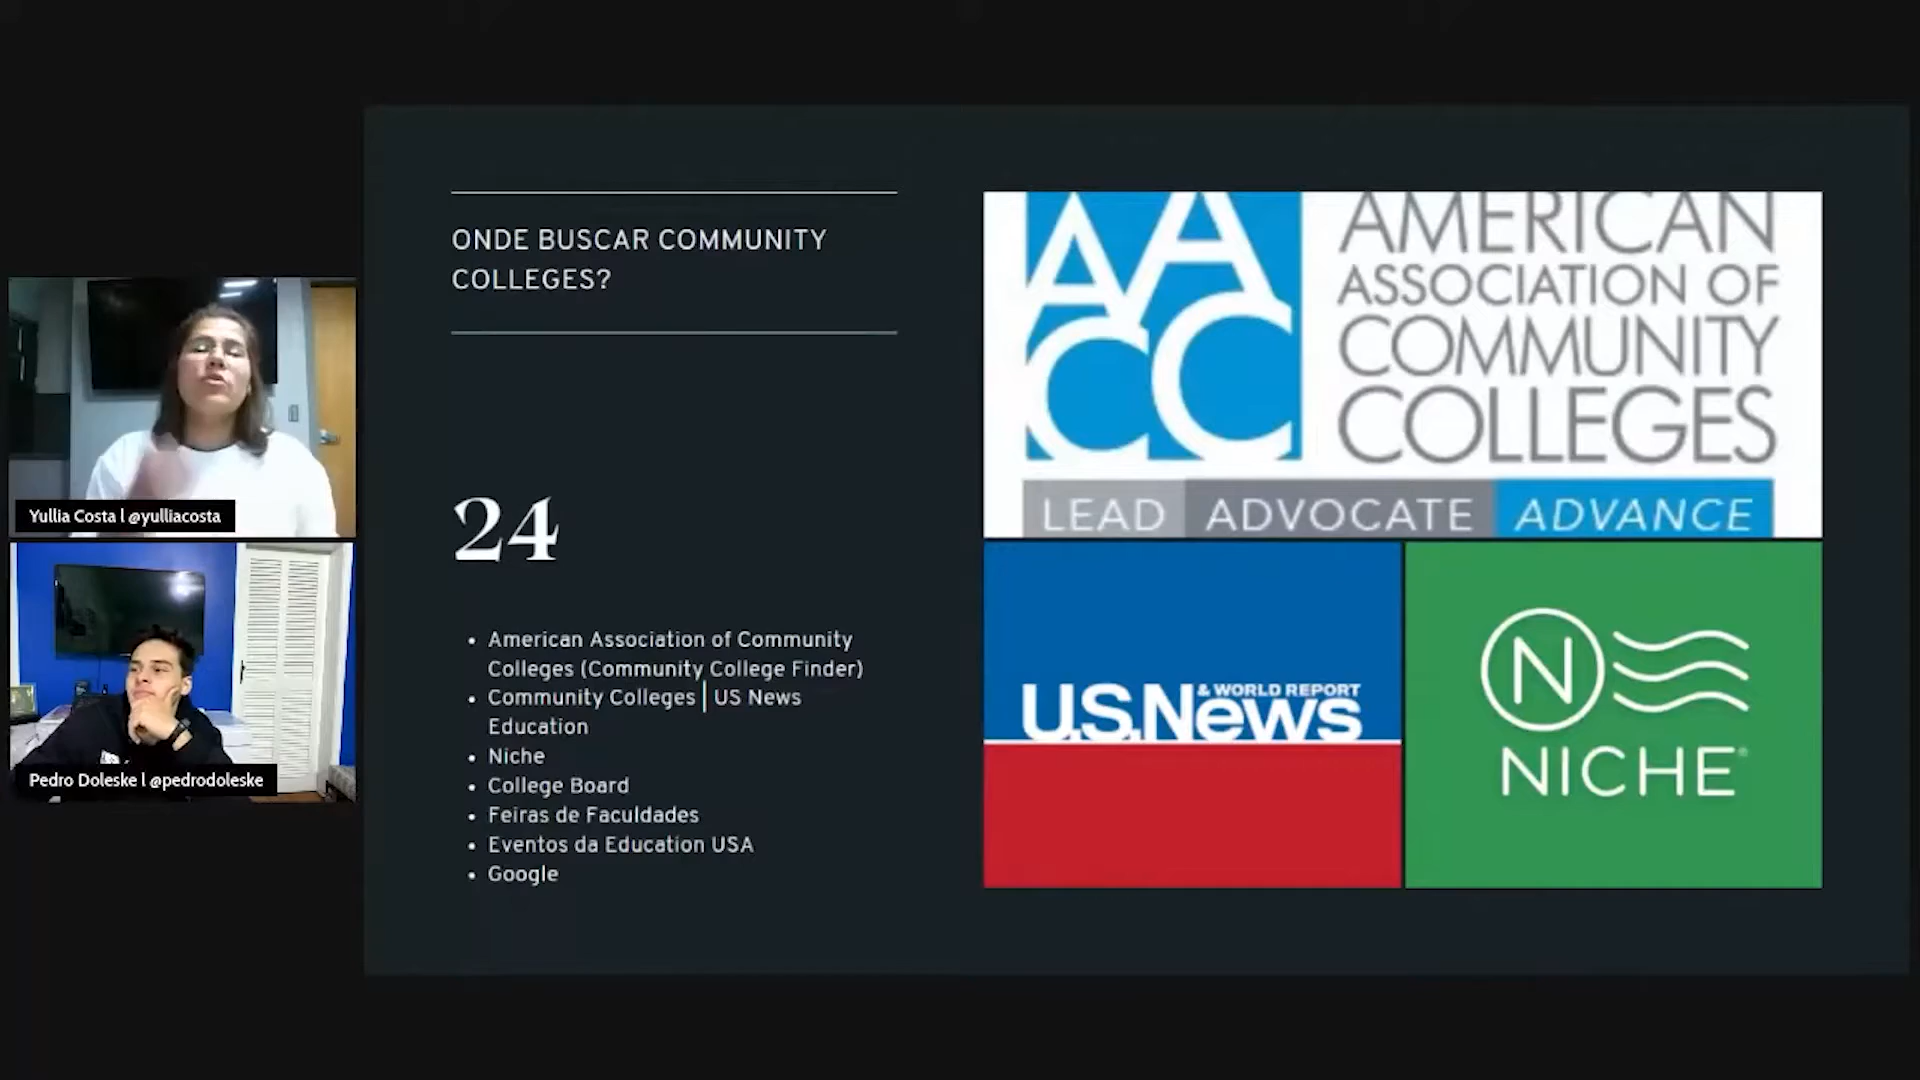 ONDE BUSCAR COMMUNITY
COLLEGES?
24
• American Association of Community
Colleges (Community College Finder)
• Community Colleges | US News
Education
• Niche
• College Board
• Feiras de Faculdades
• Eventos da Education USA
• Google
AACC
AMERICAN
ASSOCIATION OF
COMMUNITY
COLLEGES
LEAD ADVOCATE ADVANCE
U.S.News
& WORLD REPORT
N
NICHE®
Yullia Costa l @yulliacosta
Pedro Doleske l @pedrodoleske